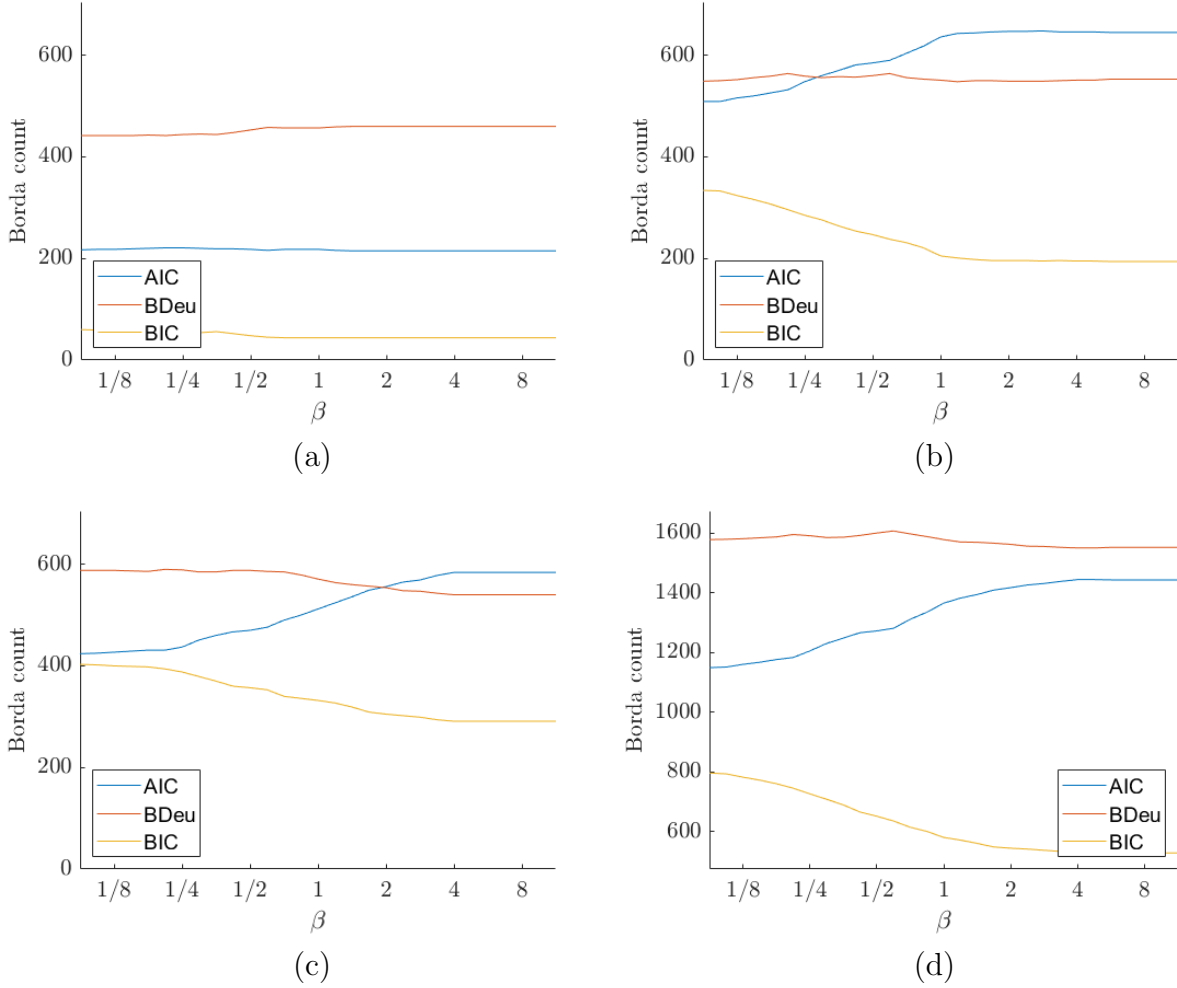 600
400
200
0
Borda count
AIC
BDeu
BIC
1/8 1/4 1/2 1 2 4 8
β
(a)
600
400
200
0
Borda count
AIC
BDeu
BIC
1/8 1/4 1/2 1 2 4 8
β
(b)
600
400
200
0
Borda count
AIC
BDeu
BIC
1/8 1/4 1/2 1 2 4 8
β
(c)
1600
1400
1200
1000
800
600
Borda count
AIC
BDeu
BIC
1/8 1/4 1/2 1 2 4 8
β
(d)